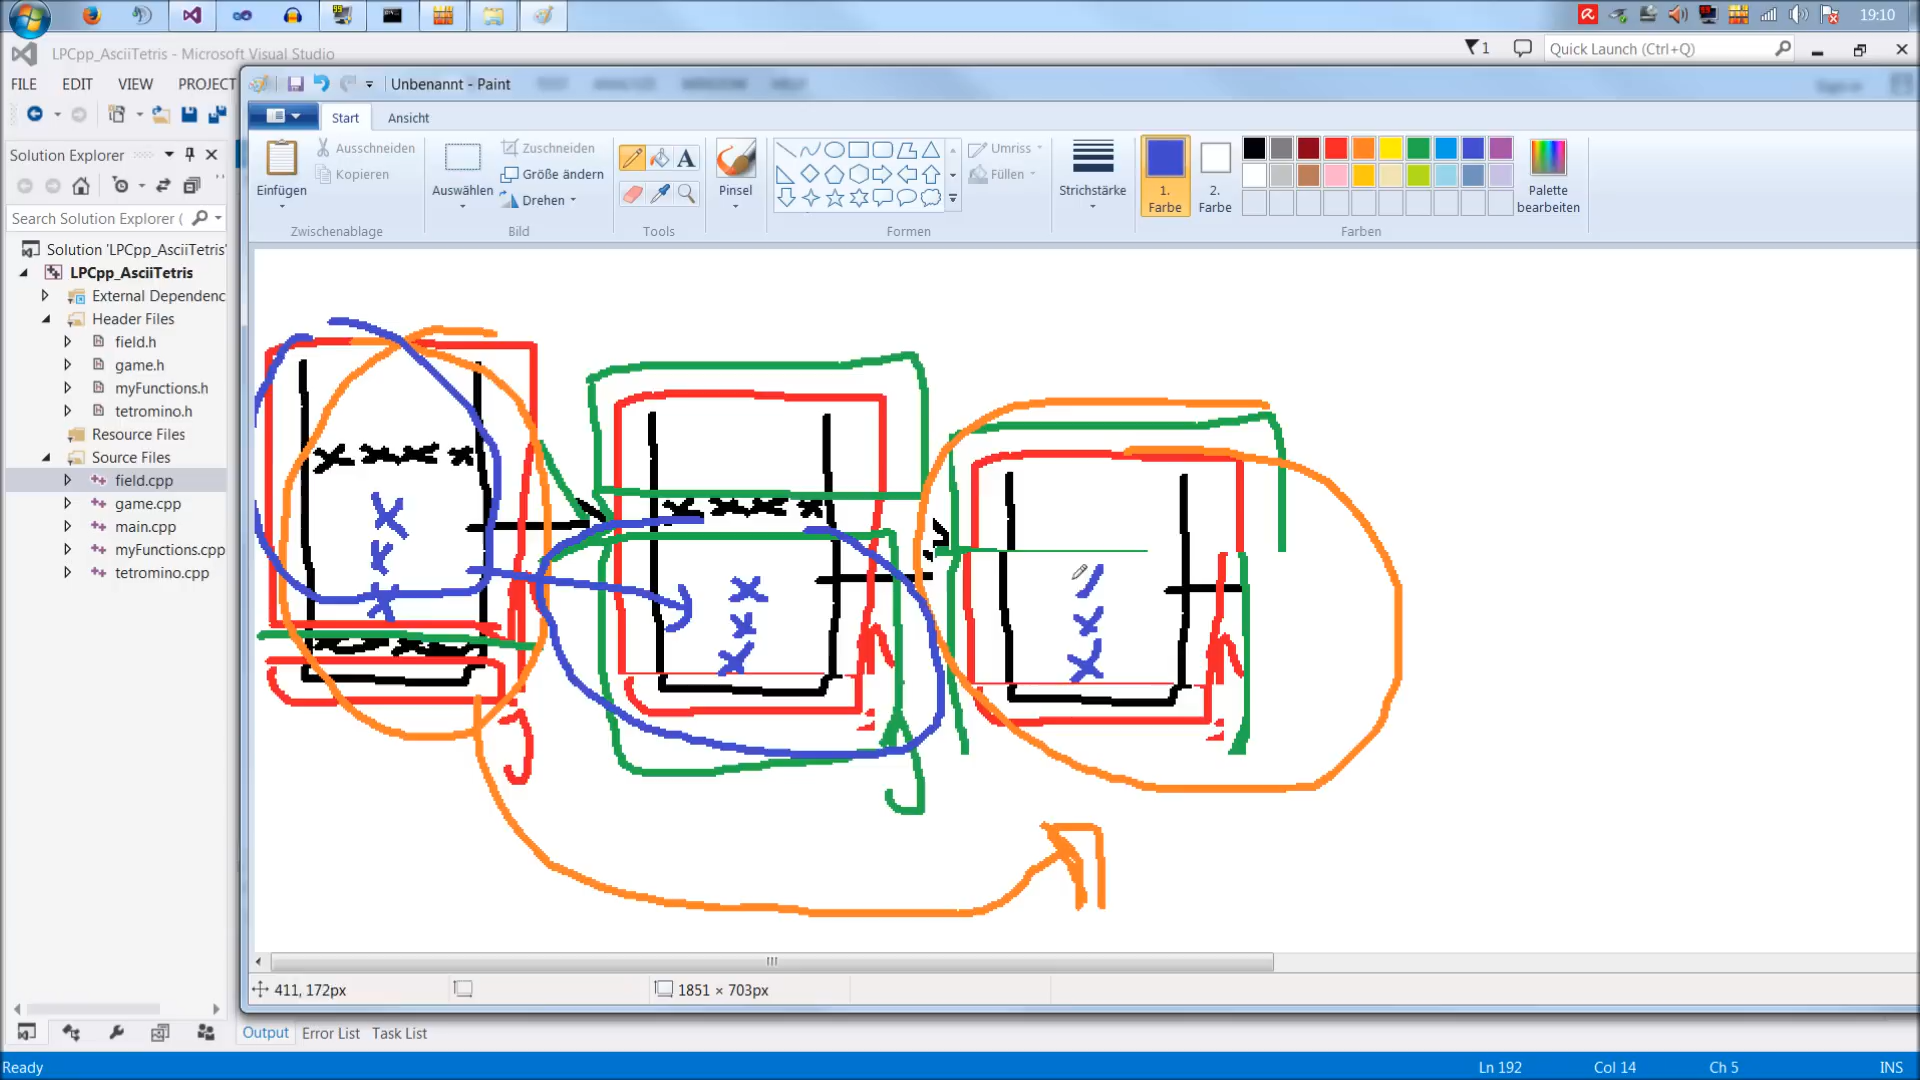 19:10
LPCpp_AsciiTetris - Microsoft Visual Studio
1
Quick Launch (Ctrl+Q)
FILE EDIT VIEW PROJECT
Unbenannt - Paint
Start Ansicht
Solution Explorer
Search Solution Explorer (
Solution 'LPCpp_AsciiTetris'
LPCpp_AsciiTetris
External Dependenc
Header Files
field.h
game.h
myFunctions.h
tetromino.h
Resource Files
Source Files
field.cpp
game.cpp
main.cpp
myFunctions.cpp
tetromino.cpp
Einfügen
Ausschneiden
Kopieren
Zwischenablage
Auswählen
Zuschneiden
Größe ändern
Drehen
Bild
A
Tools
Pinsel
Formen
Umriss
Füllen
Strichstärke
1. Farbe
2. Farbe
Palette bearbeiten
Farben
411, 172px
1851 × 703px
Output Error List Task List
Ready
Ln 192 Col 14 Ch 5 INS